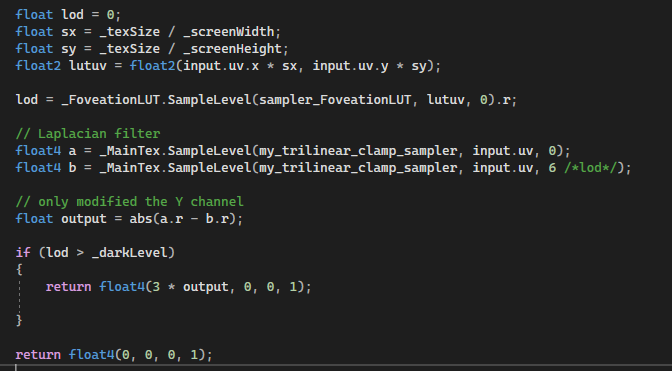 float lod = 0;
float sx = _texSize / _screenWidth;
float sy = _texSize / _screenHeight;
float2 lutuv = float2(input.uv.x * sx, input.uv.y * sy);

lod = _FoveationLUT.SampleLevel(sampler_FoveationLUT, lutuv, 0).r;

// Laplacian filter
float4 a = _MainTex.SampleLevel(my_trilinear_clamp_sampler, input.uv, 0);
float4 b = _MainTex.SampleLevel(my_trilinear_clamp_sampler, input.uv, 6 /*lod*/);

// only modified the Y channel
float output = abs(a.r - b.r);

if (lod > _darkLevel)
{
    return float4(3 * output, 0, 0, 1);
}

return float4(0, 0, 0, 1);